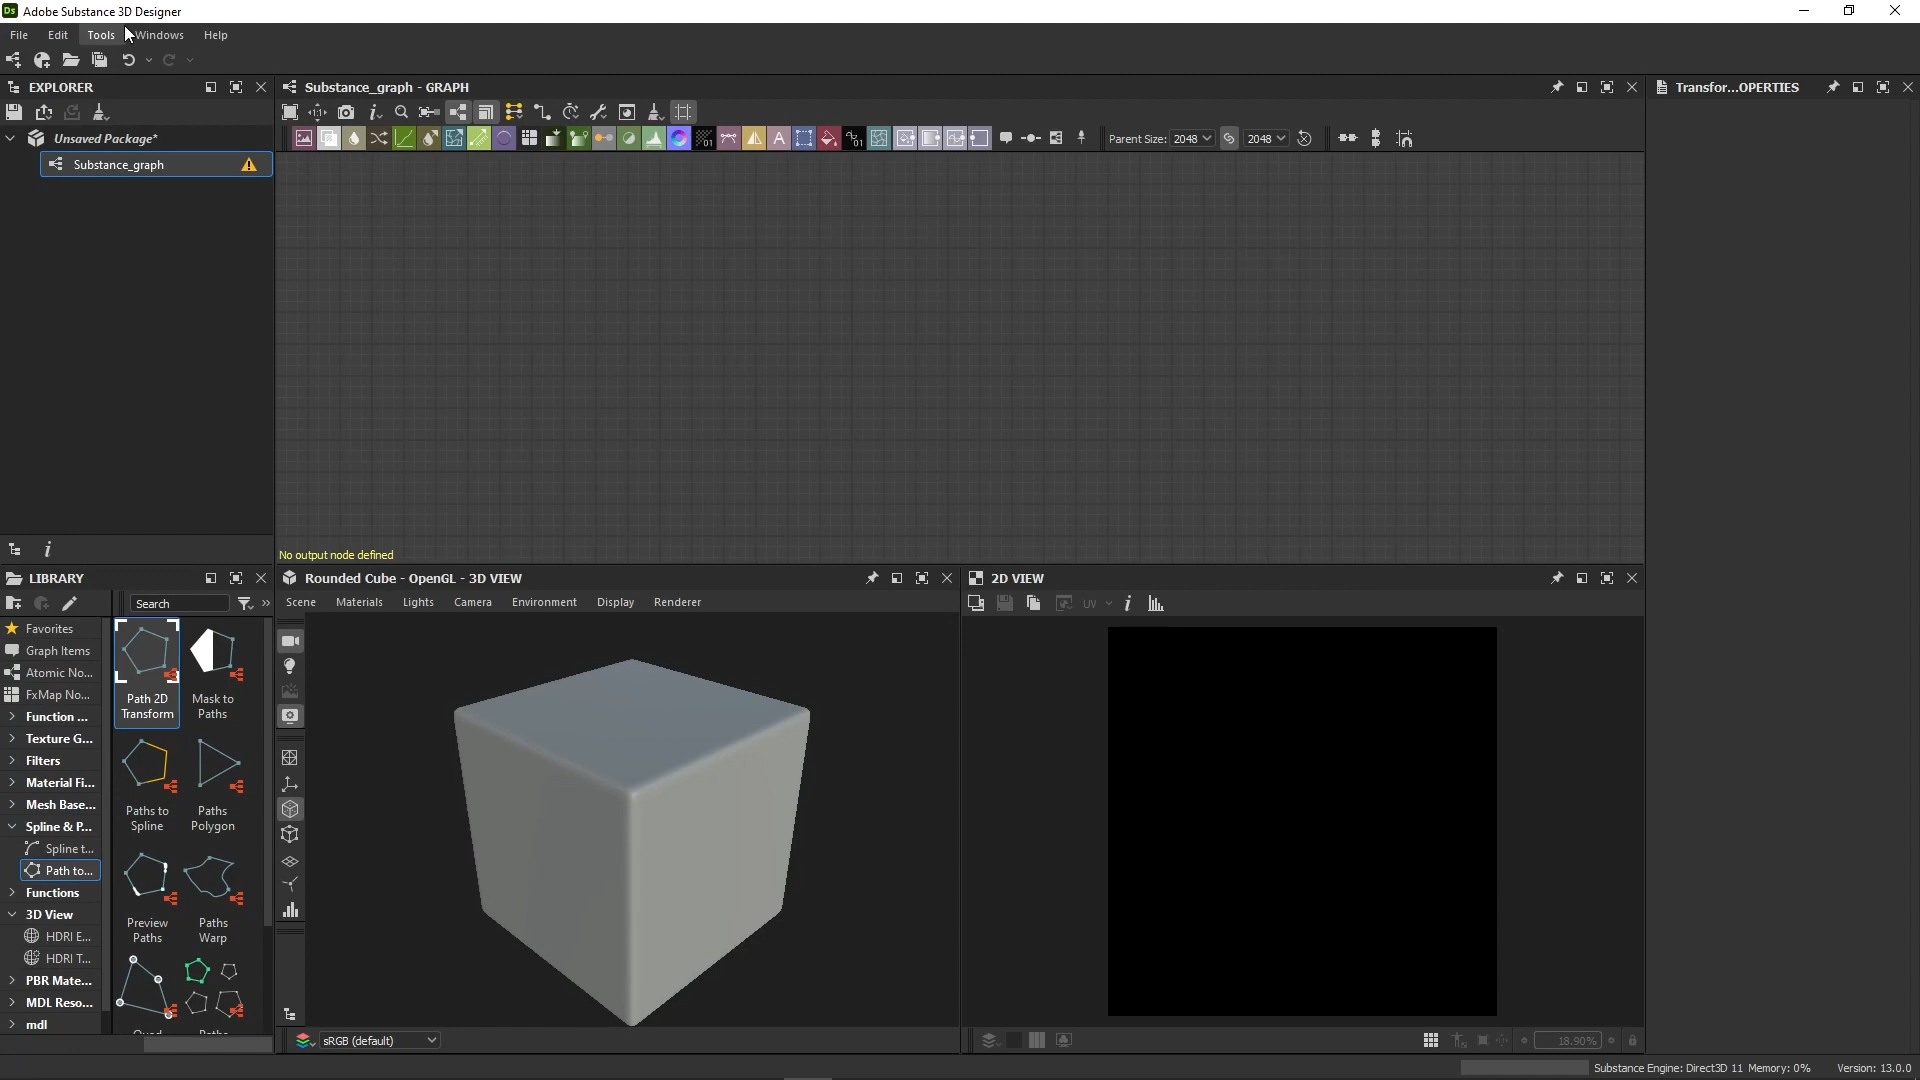 Adobe Substance 3D Designer
File Edit Tools Windows Help
EXPLORER
Substance_graph - GRAPH
Transfor...OPERTIES
Unsaved Package*
Parent Size: 2048 2048
Substance_graph
No output node defined
LIBRARY
Rounded Cube - OpenGL - 3D VIEW
2D VIEW
Search
Scene Materials Lights Camera Environment Display Renderer
UV
Favorites
Graph Items
Atomic No...
FxMap No...
Function ...
Texture G...
Filters
Material Fi...
Mesh Base...
Spline & P...
Spline t...
Path to...
Functions
3D View
HDRI E...
HDRI T...
PBR Mate...
MDL Reso...
mdl
Path 2D
Transform
Mask to
Paths
Paths to
Spline
Paths
Polygon
Preview
Paths
Paths
Warp
sRGB (default)
18.90%
Substance Engine: Direct3D 11 Memory: 0%
Version: 13.0.0